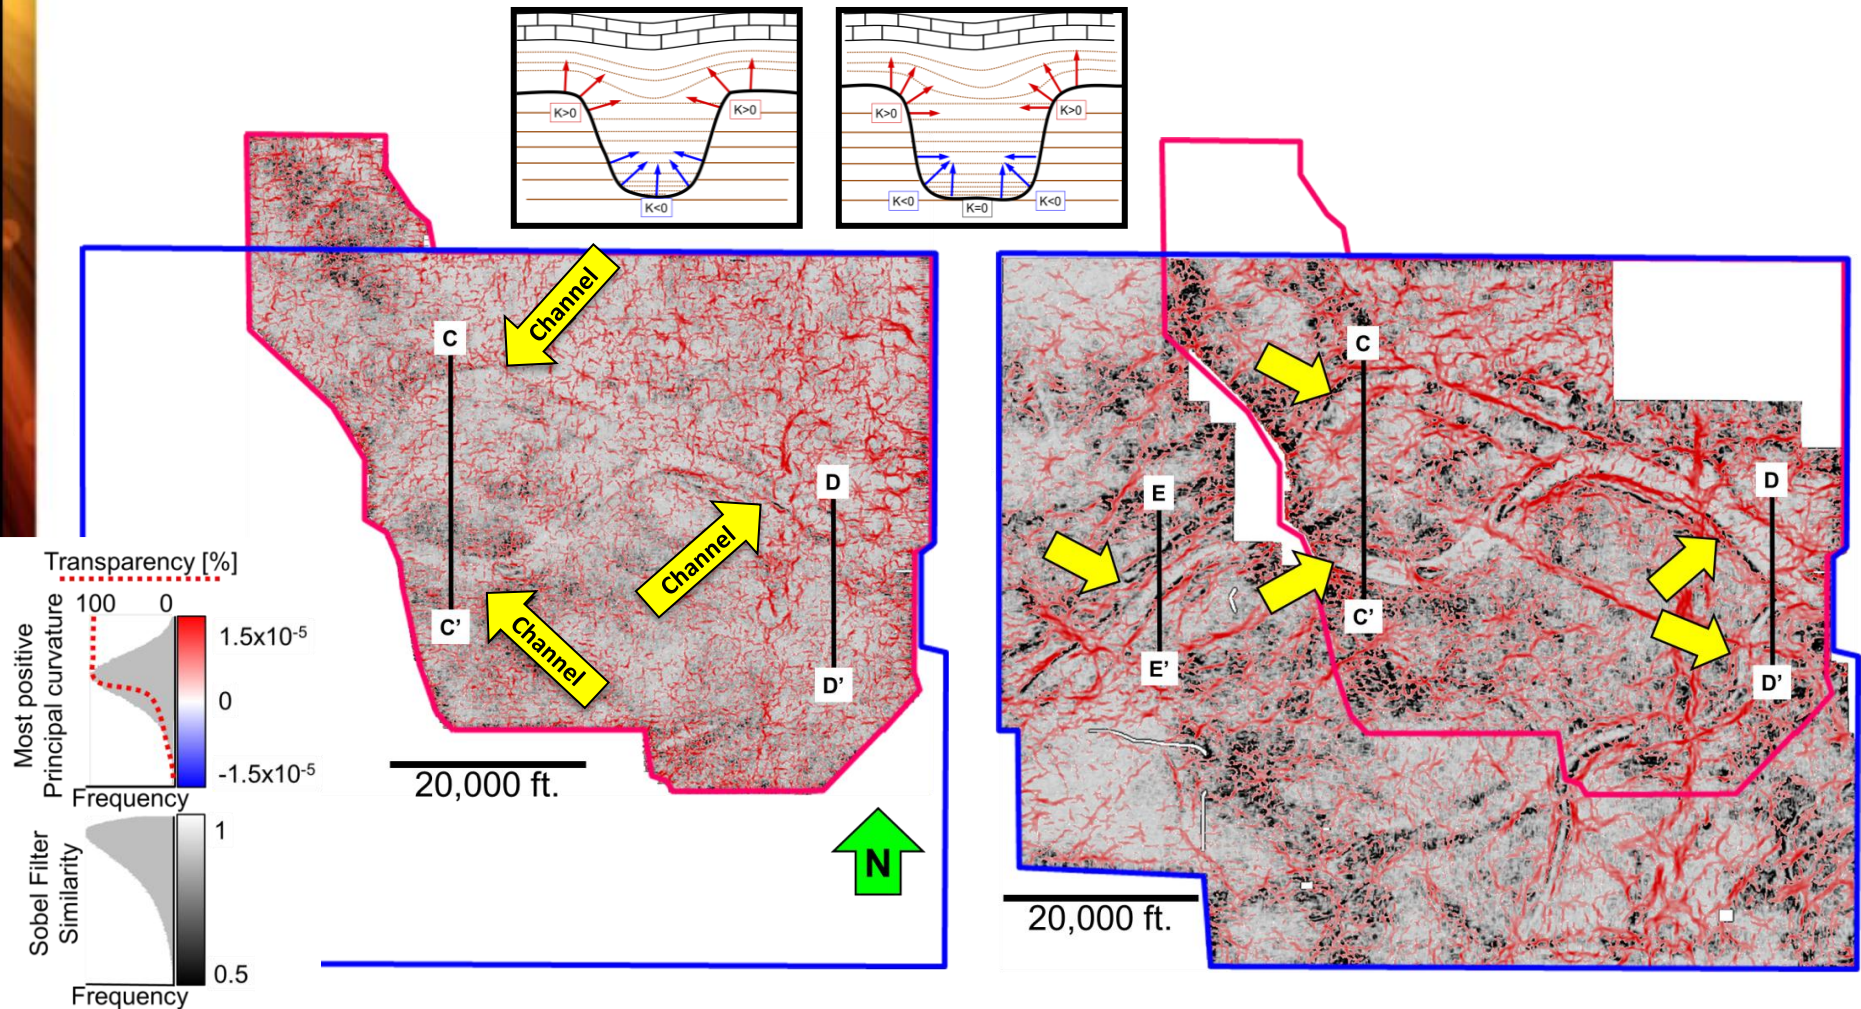 K>0
K>0
K<0
K>0
K>0
K<0
K=0
K<0
Channel
C
C
D
D
E
Channel
Transparency [%]
100
0
Most positive
Principal curvature
1.5x10-5
0
-1.5x10-5
Frequency
C’
C’
Channel
E’
D’
D’
20,000 ft.
N
Sobel Filter
Similarity
1
0.5
Frequency
20,000 ft.